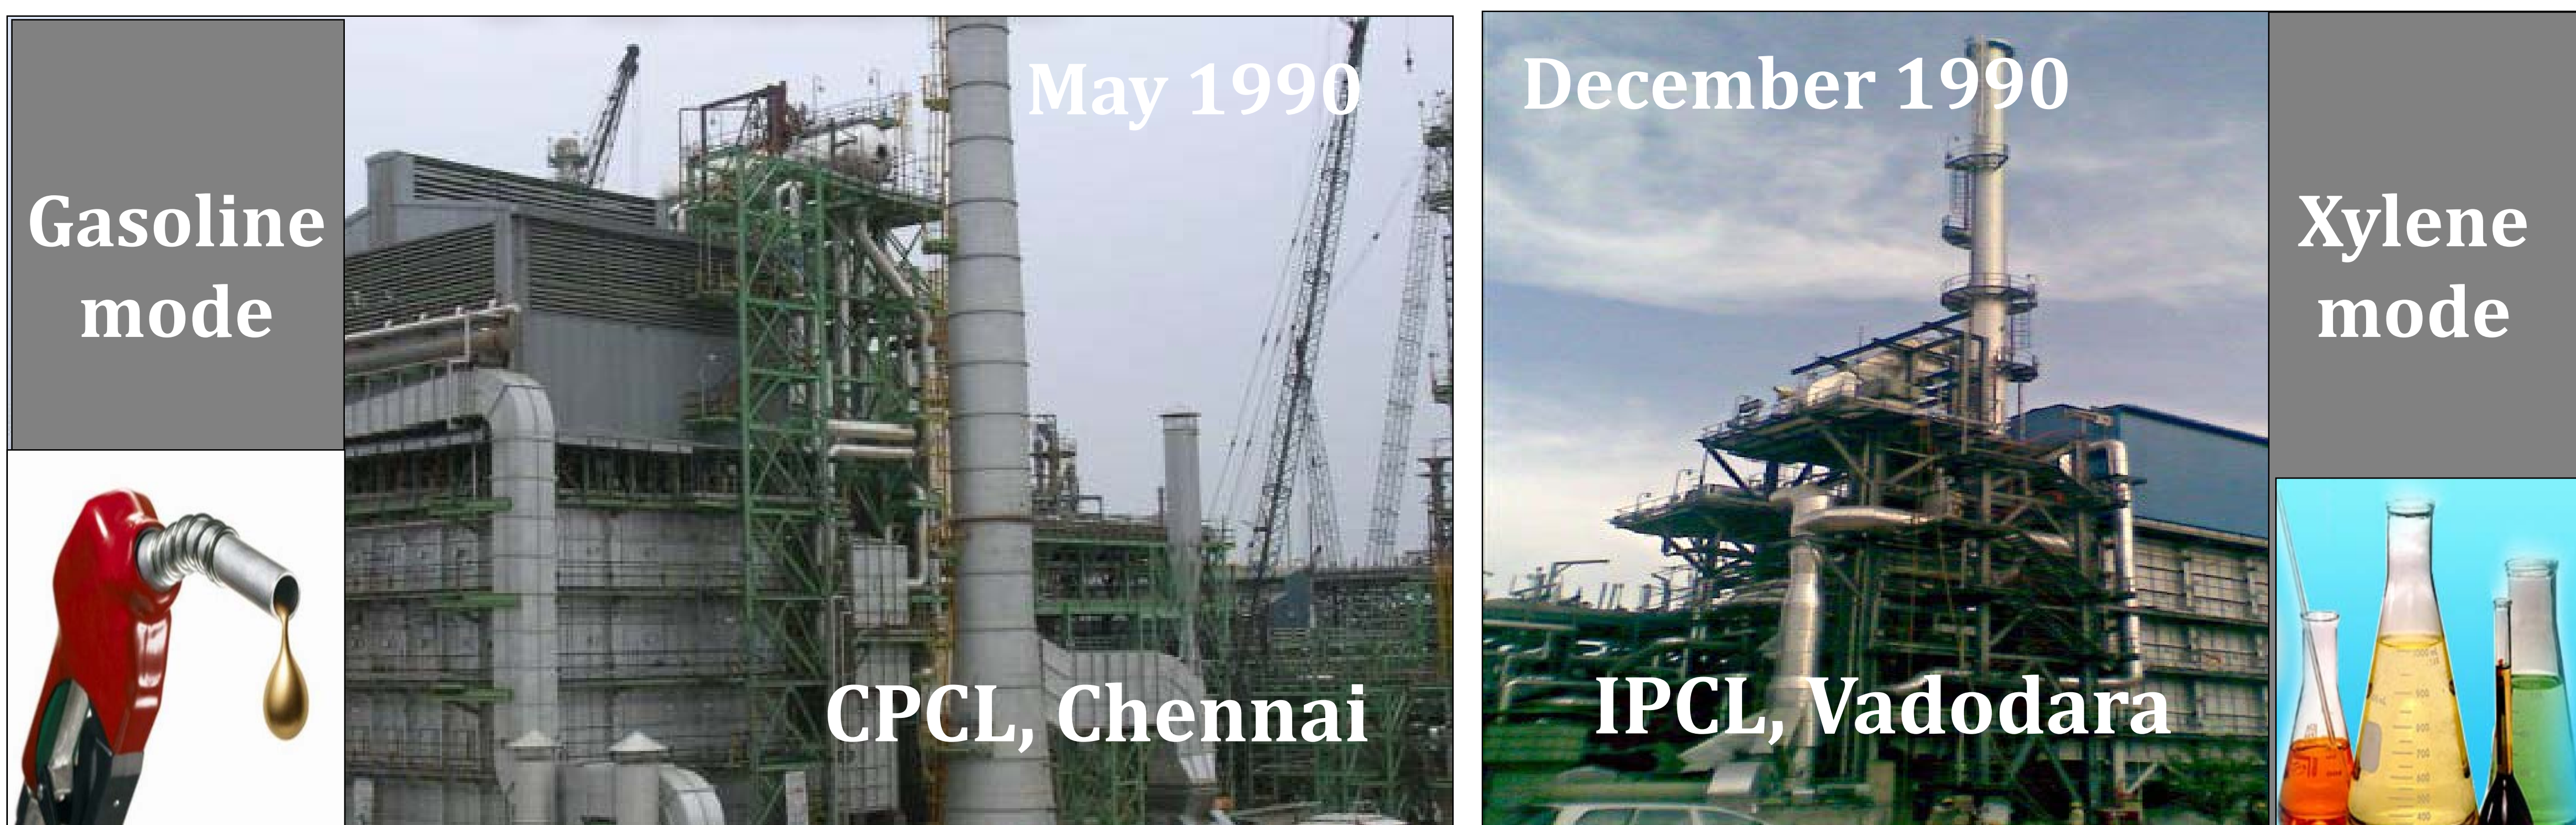 Gasoline
mode
May 1990
CPCL, Chennai
December 1990
IPCL, Vadodara
Xylene
mode